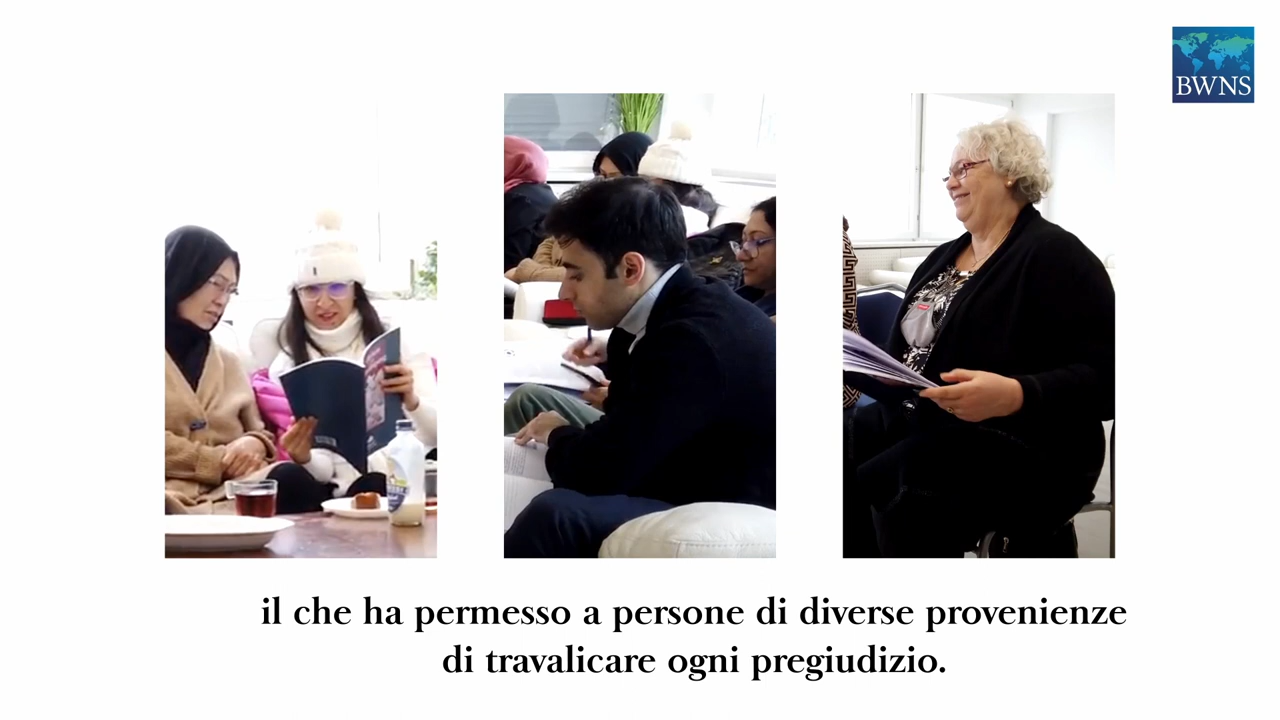 BWNS
il che ha permesso a persone di diverse provenienze
di travalicare ogni pregiudizio.